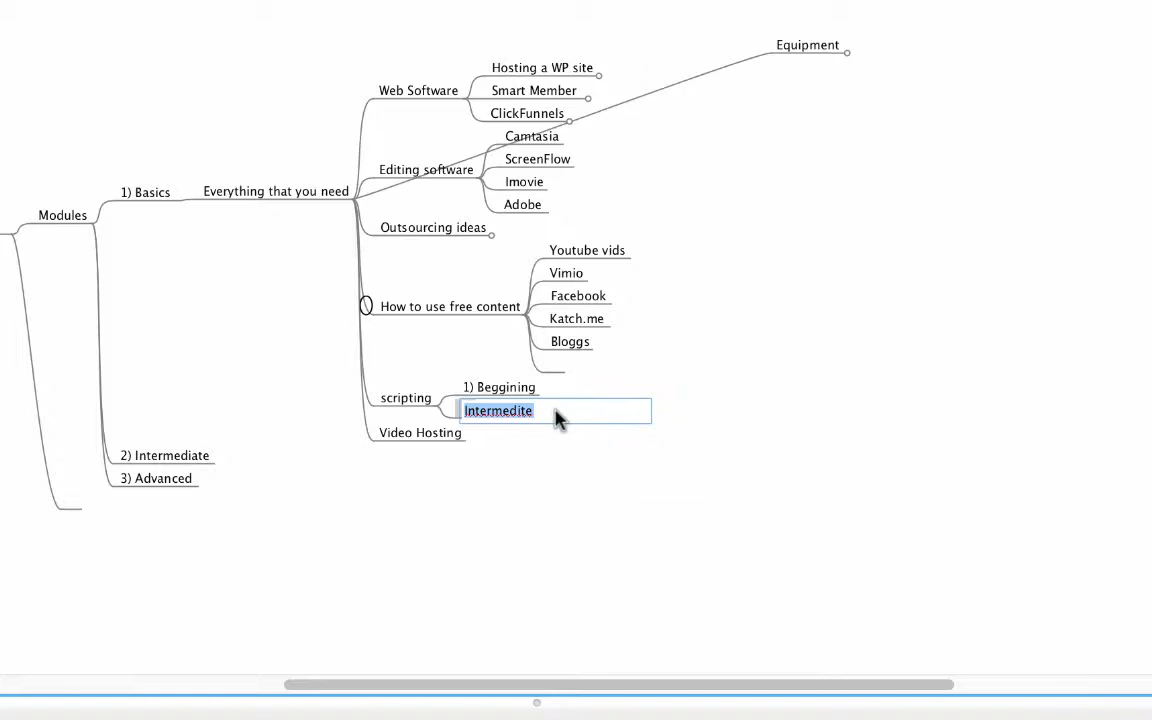 Equipment
Hosting a WP site
Web Software
Smart Member
ClickFunnels
Camtasia
ScreenFlow
Editing software
Imovie
Adobe
1) Basics
Everything that you need
Modules
Outsourcing ideas
Youtube vids
Vimio
Facebook
How to use free content
Katch.me
Bloggs
1) Beggining
scripting
Intermedite
Video Hosting
2) Intermediate
3) Advanced